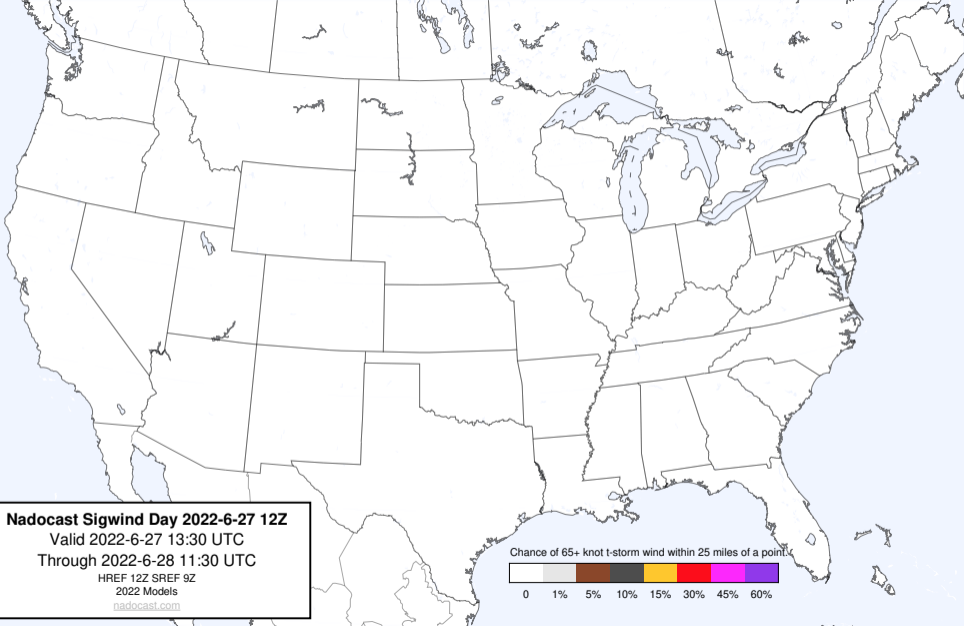 Nadocast Sigwind Day 2022-6-27 12Z
Valid 2022-6-27 13:30 UTC
Through 2022-6-28 11:30 UTC
HREF 12Z SREF 9Z
2022 Models
nadocast.com
Chance of 65+ knot t-storm wind within 25 miles of a point.
0 1% 5% 10% 15% 30% 45% 60%